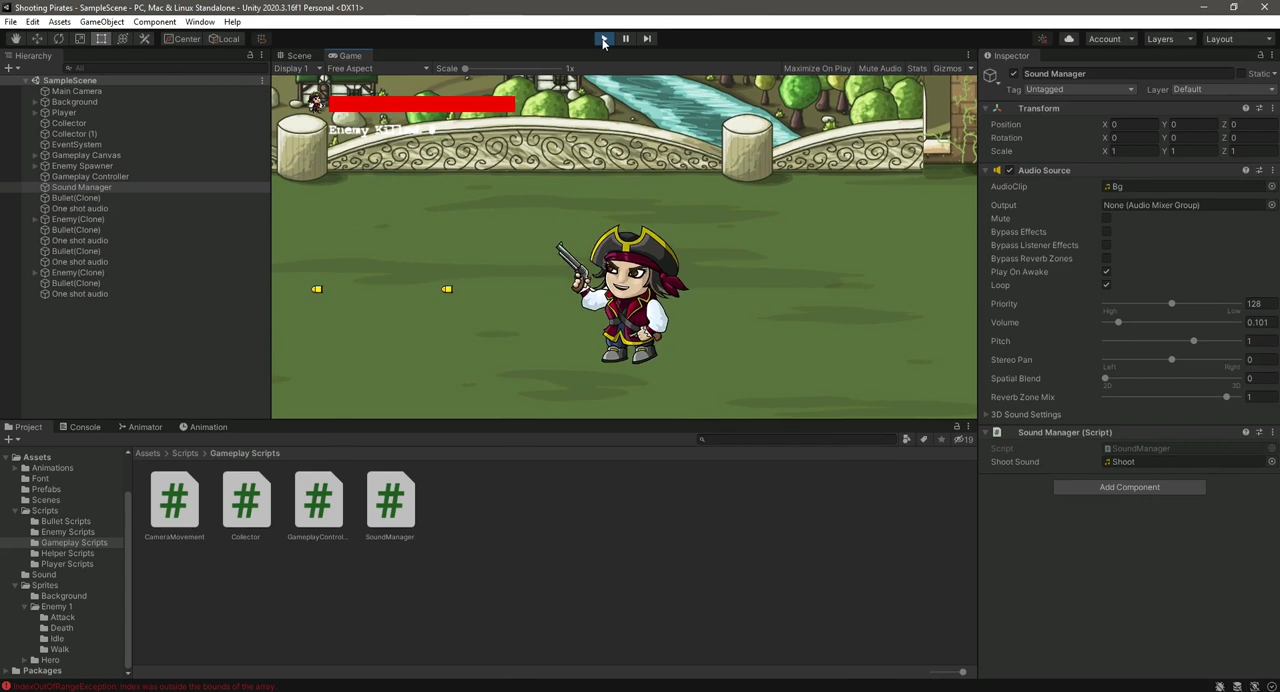 Shooting Pirates - SampleScene - PC, Mac & Linux Standalone - Unity 2020.3.16f1 Personal <DX11>
File Edit Assets GameObject Component Window Help
Center Local Account Layers Layout
Hierarchy Scene Game Inspector
All Display 1 Free Aspect Scale 1x Maximize On Play Mute Audio Stats Gizmos
Sound Manager Static
Tag Untagged Layer Default
SampleScene
Main Camera
Background
Player
Collector
Collector (1)
EventSystem
Gameplay Canvas
Enemy Spawner
Gameplay Controller
Sound Manager
Bullet(Clone)
One shot audio
Enemy(Clone)
Bullet(Clone)
One shot audio
Bullet(Clone)
One shot audio
Enemy(Clone)
Bullet(Clone)
One shot audio
Enemy Killed
Transform
Position X 0 Y 0 Z 0
Rotation X 0 Y 0 Z 0
Scale X 1 Y 1 Z 1
Audio Source
AudioClip Bg
Output None (Audio Mixer Group)
Mute
Bypass Effects
Bypass Listener Effects
Bypass Reverb Zones
Play On Awake
Loop
Priority 128
High Low
Volume 0.101
Pitch 1
Stereo Pan 0
Left Right
Spatial Blend 0
2D 3D
Reverb Zone Mix 1
3D Sound Settings
Sound Manager (Script)
Script SoundManager
Shoot Sound Shoot
Add Component
Project Console Animator Animation
19
Assets
Animations
Font
Prefabs
Scenes
Scripts
Bullet Scripts
Enemy Scripts
Gameplay Scripts
Helper Scripts
Player Scripts
Sound
Sprites
Background
Enemy 1
Attack
Death
Idle
Walk
Hero
Packages
Assets Scripts Gameplay Scripts
CameraMovement Collector GameplayControl... SoundManager
IndexOutOfRangeException: Index was outside the bounds of the array.